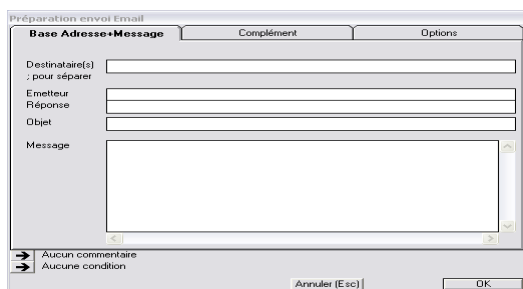 Préparation envoi Email
Base Adresse+Message Complément Options
Destinataire(s)
; pour séparer
Emetteur
Réponse
Objet
Message
Aucun commentaire
Aucune condition
Annuler (Esc) OK